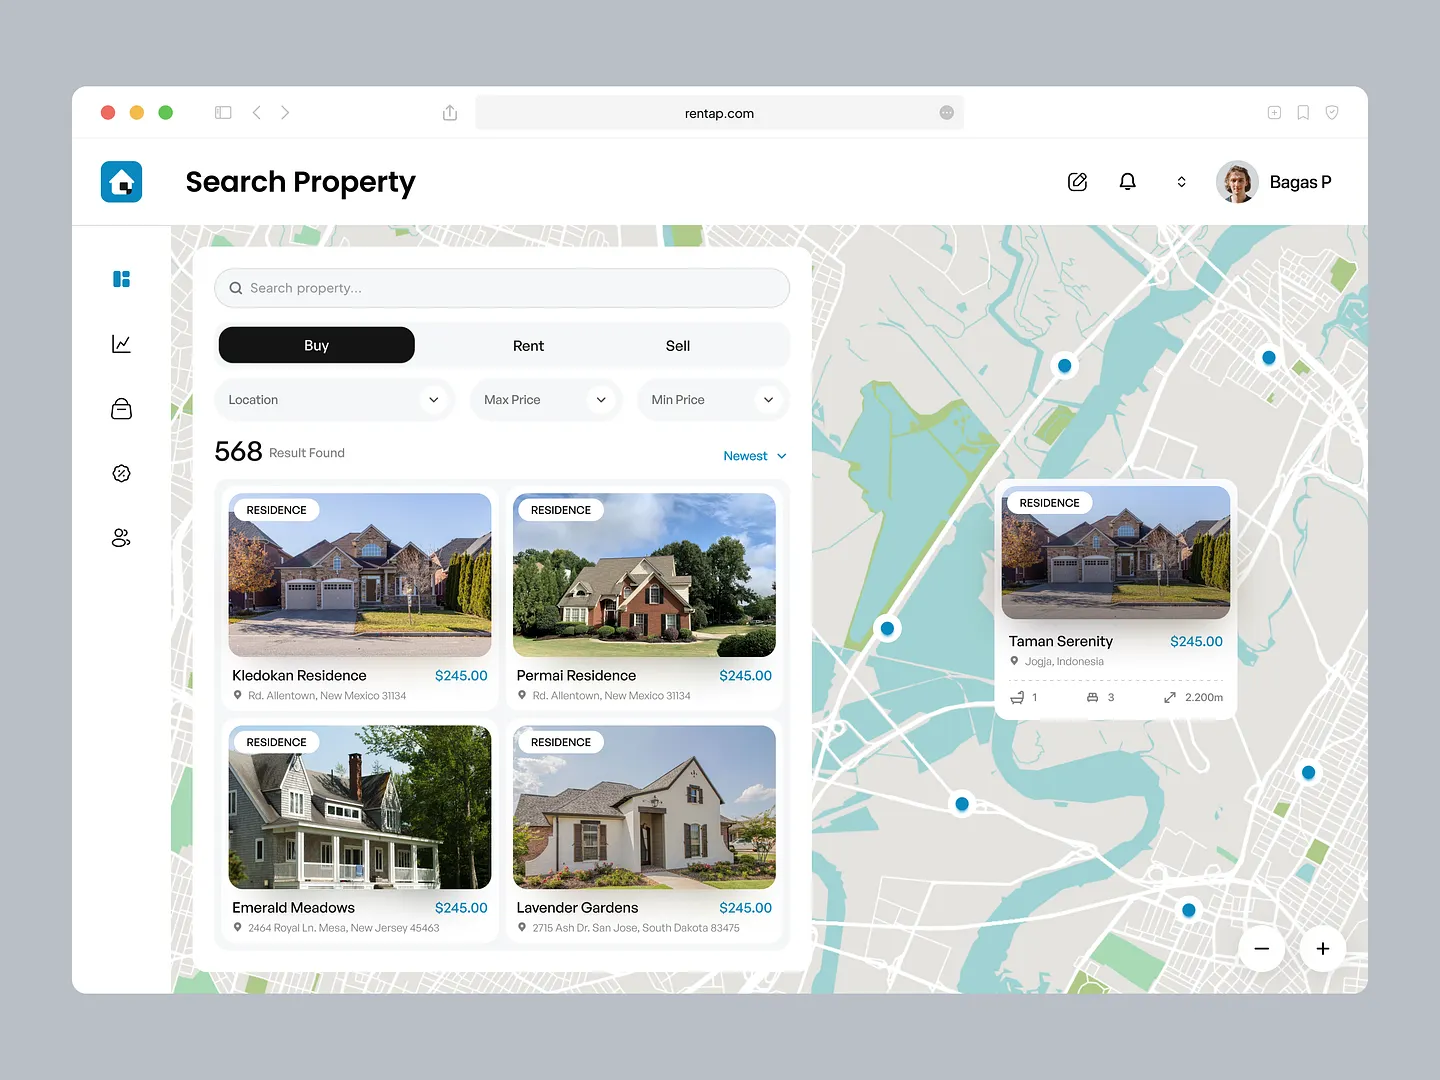 rentap.com
Search Property
Bagas P
Search property...
Buy
Rent
Sell
Location
Max Price
Min Price
568 Result Found
Newest
RESIDENCE
Kledokan Residence
$245.00
Rd. Allentown, New Mexico 31134
RESIDENCE
Permai Residence
$245.00
Rd. Allentown, New Mexico 31134
RESIDENCE
Emerald Meadows
$245.00
2464 Royal Ln. Mesa, New Jersey 45463
RESIDENCE
Lavender Gardens
$245.00
2715 Ash Dr. San Jose, South Dakota 83475
RESIDENCE
Taman Serenity
$245.00
Jogja, Indonesia
1
3
2.200m